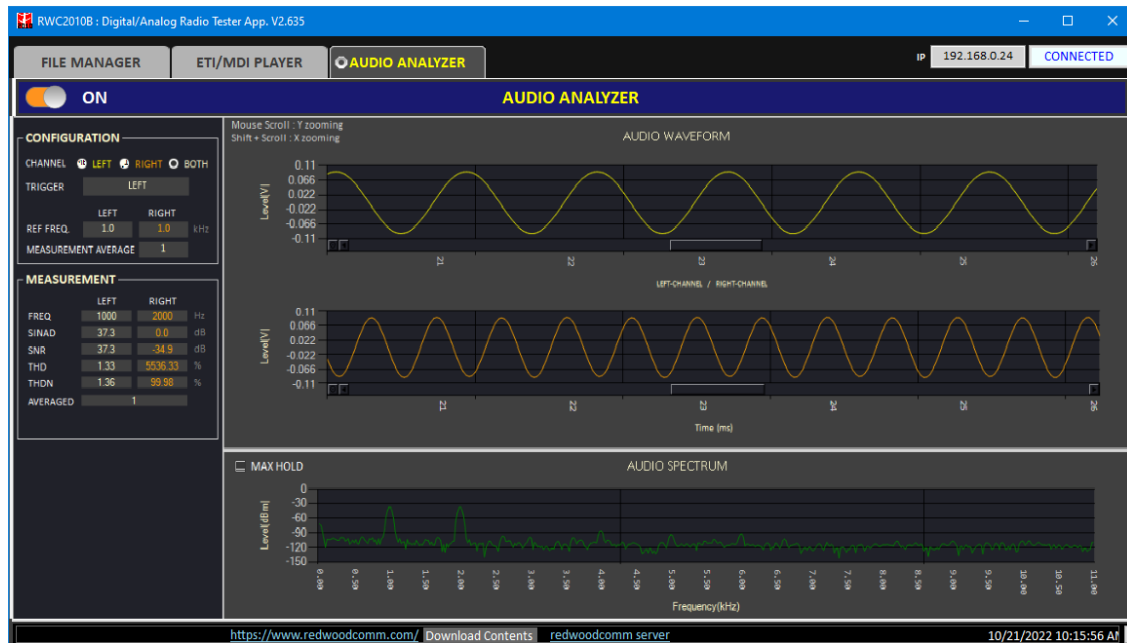 RWC2010B : Digital/Analog Radio Tester App. V2.635
FILE MANAGER
ETI/MDI PLAYER
AUDIO ANALYZER
IP 192.168.0.24 CONNECTED
ON
AUDIO ANALYZER
CONFIGURATION
CHANNEL LEFT RIGHT BOTH
TRIGGER LEFT
LEFT RIGHT
REF FREQ. 1.0 1.0 kHz
MEASUREMENT AVERAGE 1
MEASUREMENT
LEFT RIGHT
FREQ 1000 2000 Hz
SINAD 37.3 0.0 dB
SNR 37.3 -34.9 dB
THD 1.33 5536.33 %
THDN 1.36 99.98 %
AVERAGED 1
Mouse Scroll : Y zooming
Shift + Scroll : X zooming
AUDIO WAVEFORM
Level[V]
0.11
0.066
0.022
-0.022
-0.066
-0.11
21 22 23 24 25 26
LEFT-CHANNEL / RIGHT-CHANNEL
Level[V]
0.11
0.066
0.022
-0.022
-0.066
-0.11
21 22 23 24 25 26
Time (ms)
MAX HOLD
AUDIO SPECTRUM
Level[dBm]
0
-30
-60
-90
-120
-150
0.00 0.50 1.00 1.50 2.00 2.50 3.00 3.50 4.00 4.50 5.00 5.50 6.00 6.50 7.00 7.50 8.00 8.50 9.00 9.50 10.00 10.50 11.00
Frequency(kHz)
https://www.redwoodcomm.com/ Download Contents redwoodcomm server
10/21/2022 10:15:56 AM